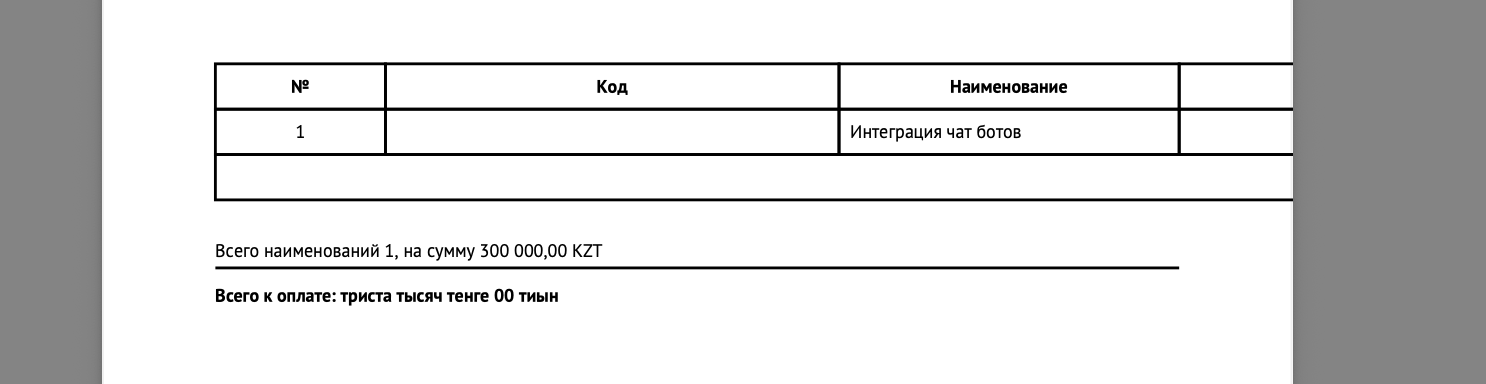 № Код Наименование
1 Интеграция чат ботов
Всего наименований 1, на сумму 300 000,00 KZT
Всего к оплате: триста тысяч тенге 00 тиын